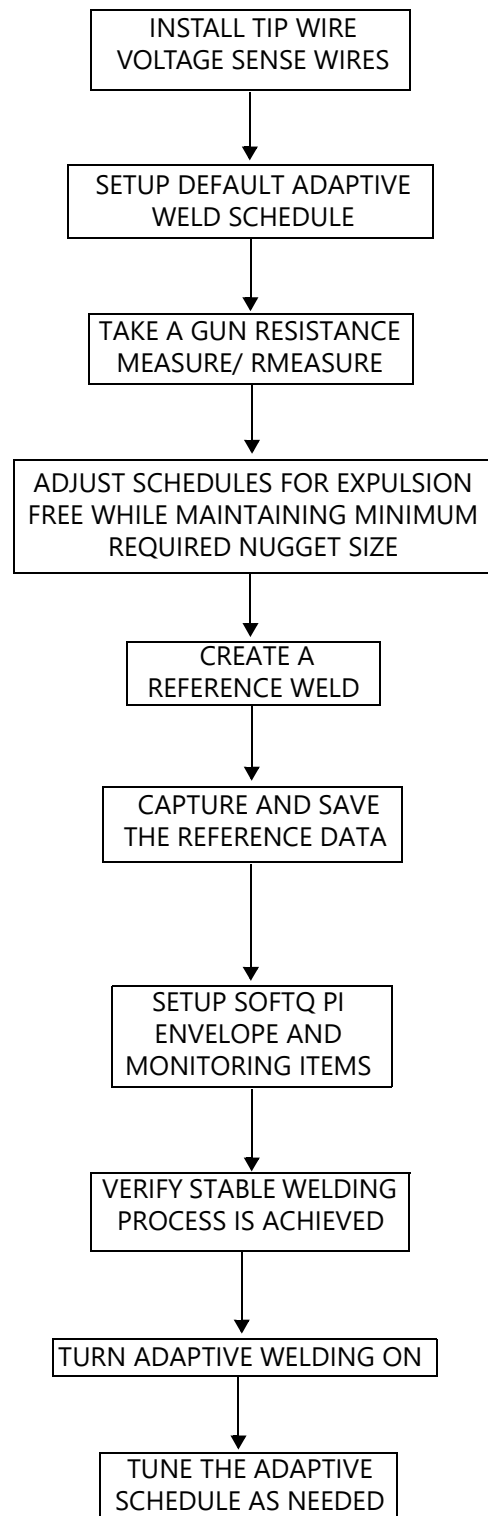 INSTALL TIP WIRE
VOLTAGE SENSE WIRES
SETUP DEFAULT ADAPTIVE
WELD SCHEDULE
TAKE A GUN RESISTANCE
MEASURE/ RMEASURE
ADJUST SCHEDULES FOR EXPULSION
FREE WHILE MAINTAINING MINIMUM
REQUIRED NUGGET SIZE
CREATE A
REFERENCE WELD
CAPTURE AND SAVE
THE REFERENCE DATA
SETUP SOFTQ PI
ENVELOPE AND
MONITORING ITEMS
VERIFY STABLE WELDING
PROCESS IS ACHIEVED
TURN ADAPTIVE WELDING ON
TUNE THE ADAPTIVE
SCHEDULE AS NEEDED